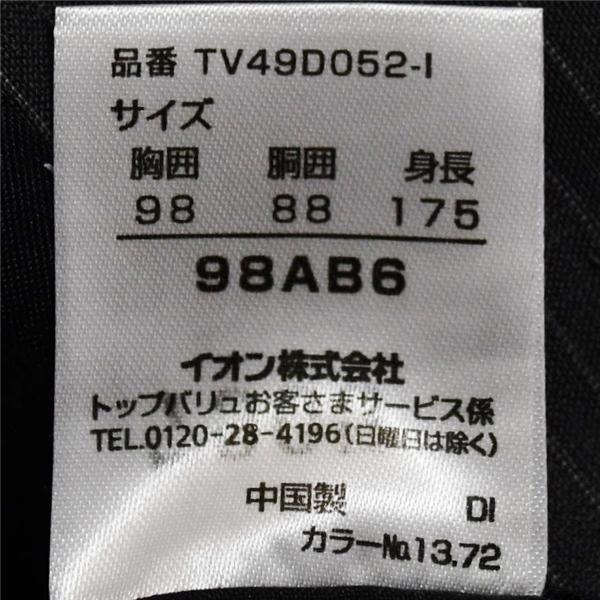 品番 TV49D052-I
サイズ
胸囲 胴囲 身長
98 88 175
98AB6
イオン株式会社
トップバリュお客さまサービス係
TEL.0120-28-4196(日曜日は除く)
中国製 DI
カラーNo.13.72